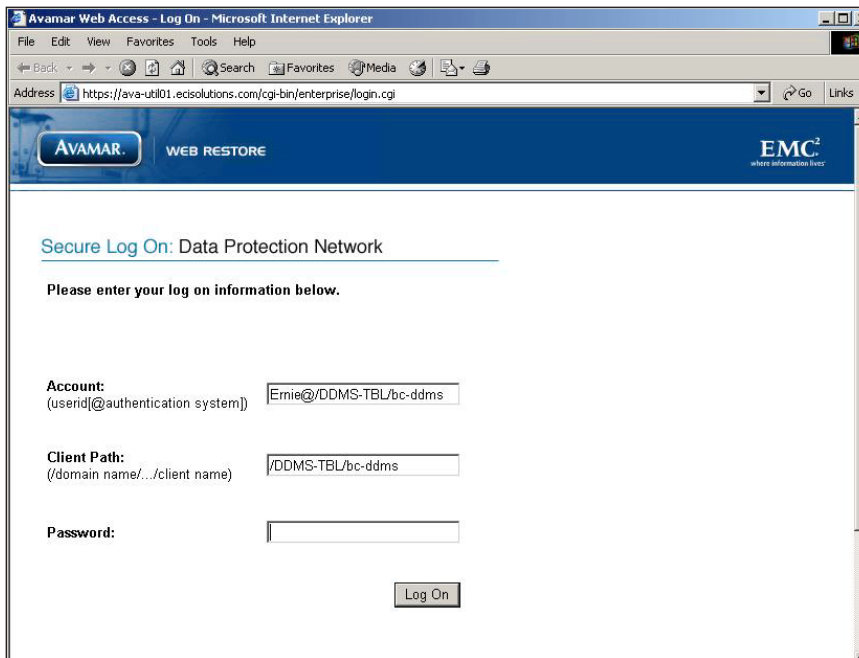 Avamar Web Access - Log On - Microsoft Internet Explorer
File Edit View Favorites Tools Help
Back Search Favorites Media
Address https://ava-util01.ecisolutions.com/cgi-bin/enterprise/login.cgi Go Links
AVAMAR. WEB RESTORE EMC²
where information lives
Secure Log On: Data Protection Network
Please enter your log on information below.
Account:
(userid[@authentication system]) Ernie@/DDMS-TBL/bc-ddms
Client Path:
(/domain name/.../client name) /DDMS-TBL/bc-ddms
Password:
Log On